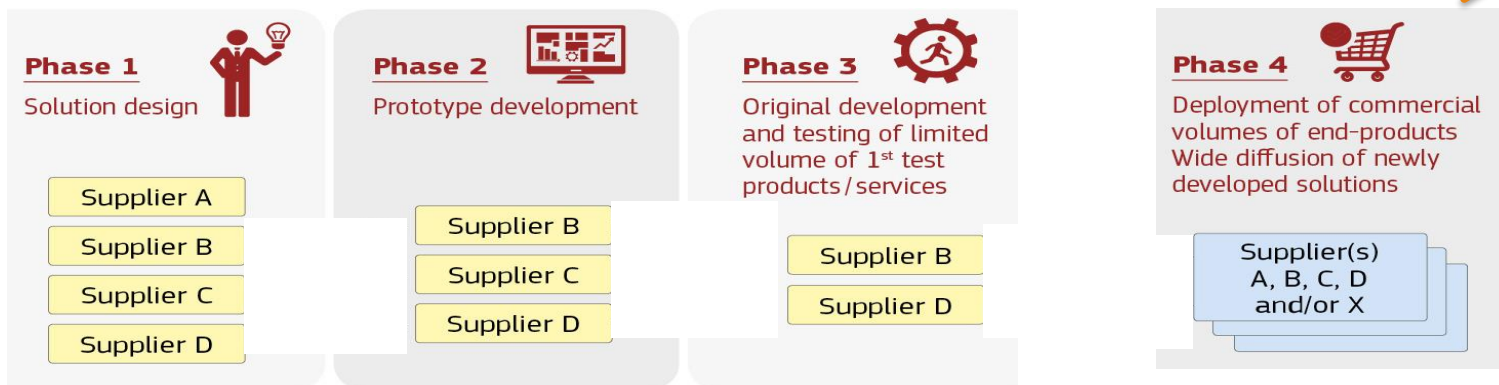 Phase 1
Solution design
Supplier A
Supplier B
Supplier C
Supplier D
Phase 2
Prototype development
Supplier B
Supplier C
Supplier D
Phase 3
Original development
and testing of limited
volume of 1st test
products/services
Supplier B
Supplier D
Phase 4
Deployment of commercial
volumes of end-products
Wide diffusion of newly
developed solutions
Supplier(s)
A, B, C, D
and/or X